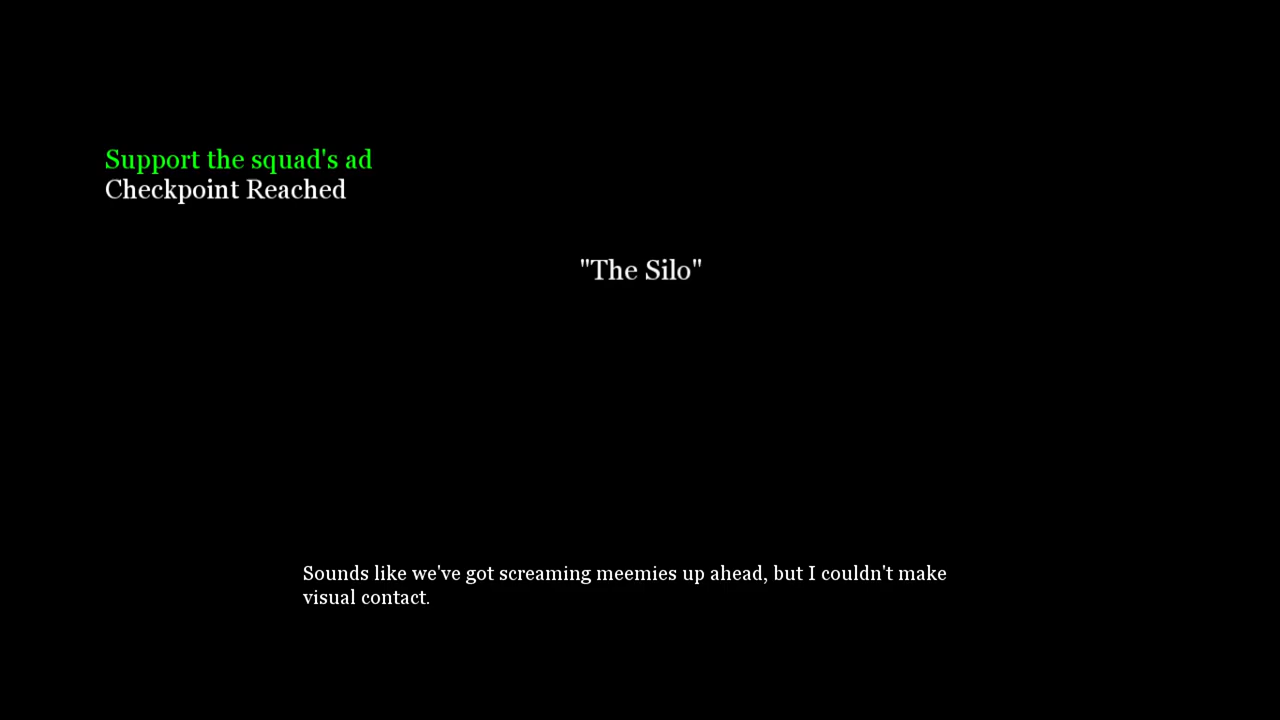 Support the squad's ad
Checkpoint Reached
"The Silo"
Sounds like we've got screaming meemies up ahead, but I couldn't make
visual contact.